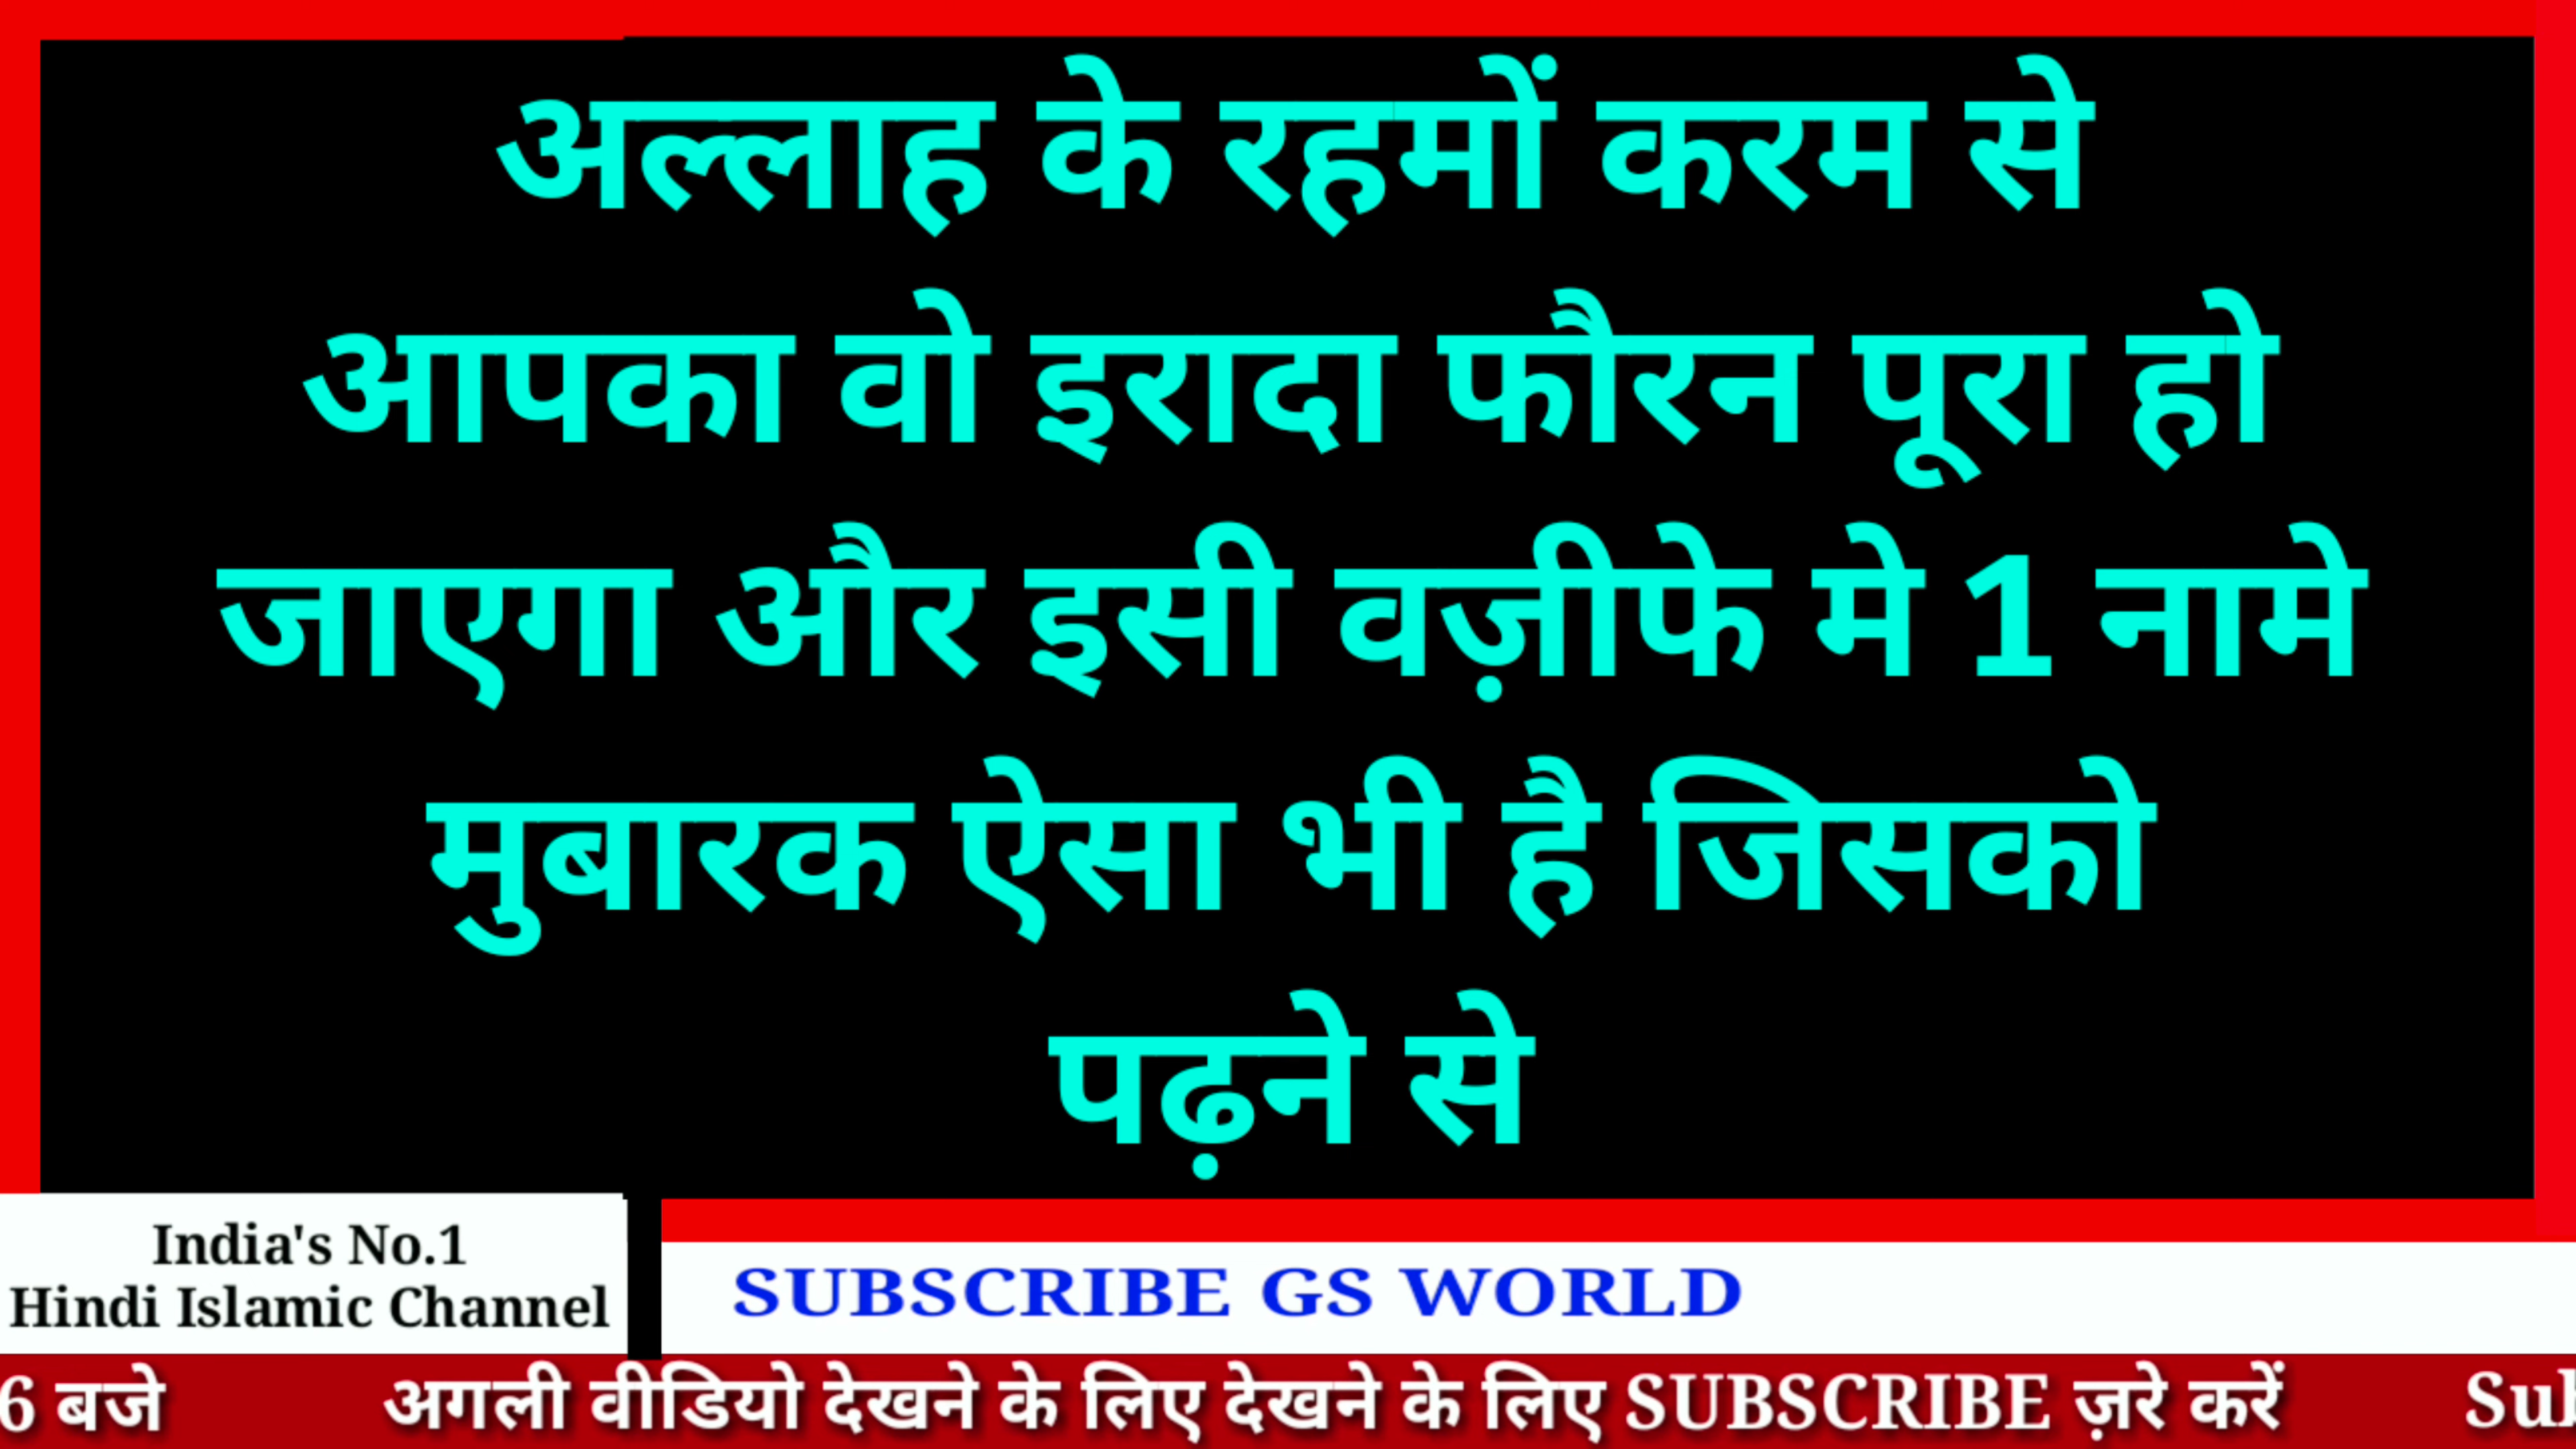 अल्लाह के रहमों करम से
आपका वो इरादा फौरन पूरा हो
जाएगा और इसी वज़ीफे मे 1 नामे
मुबारक ऐसा भी है जिसको
पढ़ने से
India's No.1
Hindi Islamic Channel
SUBSCRIBE GS WORLD
6 बजे अगली वीडियो देखने के लिए देखने के लिए SUBSCRIBE ज़रे करें